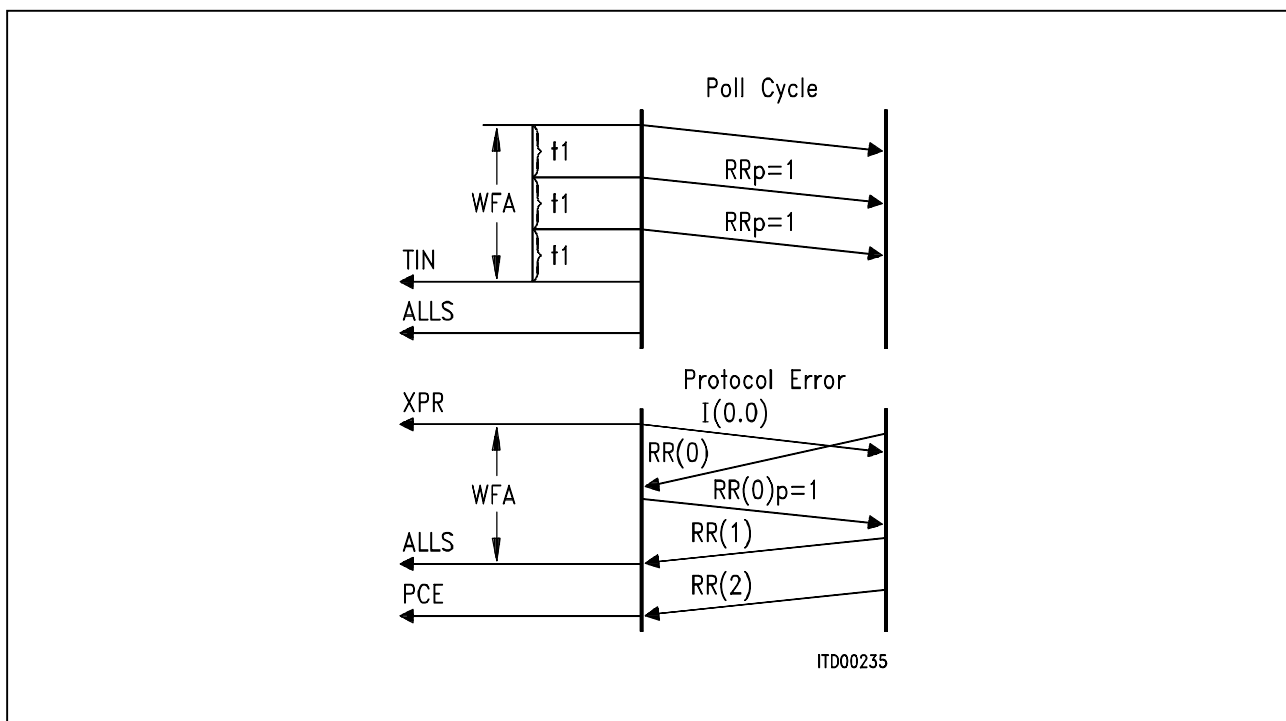 Poll Cycle
t1
RRp=1
WFA
t1
RRp=1
t1
TIN
ALLS
Protocol Error
XPR
I(0.0)
RR(0)
RR(0)p=1
WFA
RR(1)
ALLS
RR(2)
PCE
ITD00235